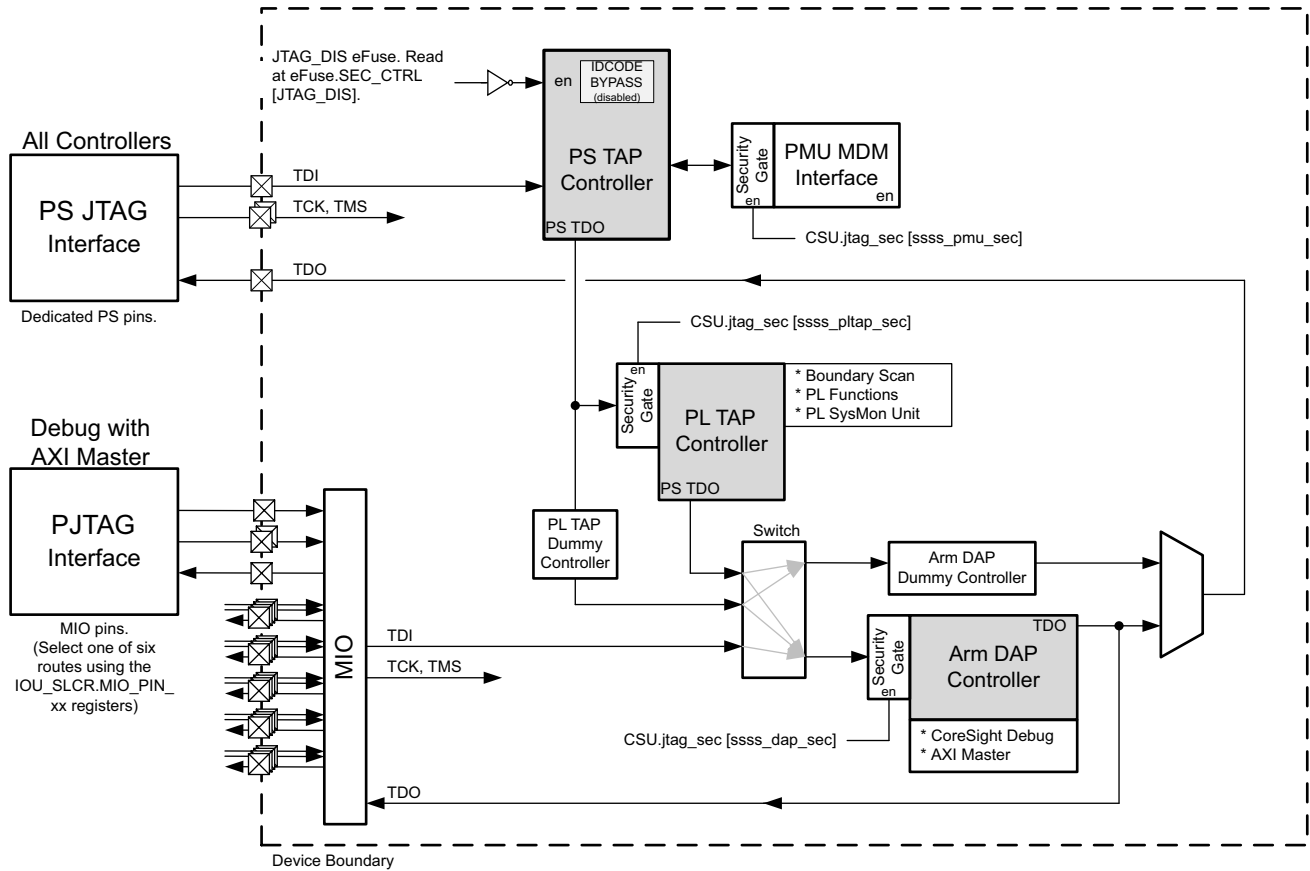 JTAG_DIS eFuse. Read
at eFuse.SEC_CTRL
[JTAG_DIS].
en
IDCODE
BYPASS
(disabled)
PS TAP
Controller
PS TDO
Security
Gate
en
PMU MDM
Interface
en
CSU.jtag_sec [ssss_pmu_sec]
All Controllers
PS JTAG
Interface
Dedicated PS pins.
TDI
TCK, TMS
TDO
CSU.jtag_sec [ssss_pltap_sec]
en
Security
Gate
PL TAP
Controller
PS TDO
* Boundary Scan
* PL Functions
* PL SysMon Unit
Debug with
AXI Master
PJTAG
Interface
MIO pins.
(Select one of six
routes using the
IOU_SLCR.MIO_PIN_
xx registers)
MIO
TDI
TCK, TMS
TDO
PL TAP
Dummy
Controller
Switch
Arm DAP
Dummy Controller
Security
Gate
en
TDO
Arm DAP
Controller
* CoreSight Debug
* AXI Master
CSU.jtag_sec [ssss_dap_sec]
Device Boundary